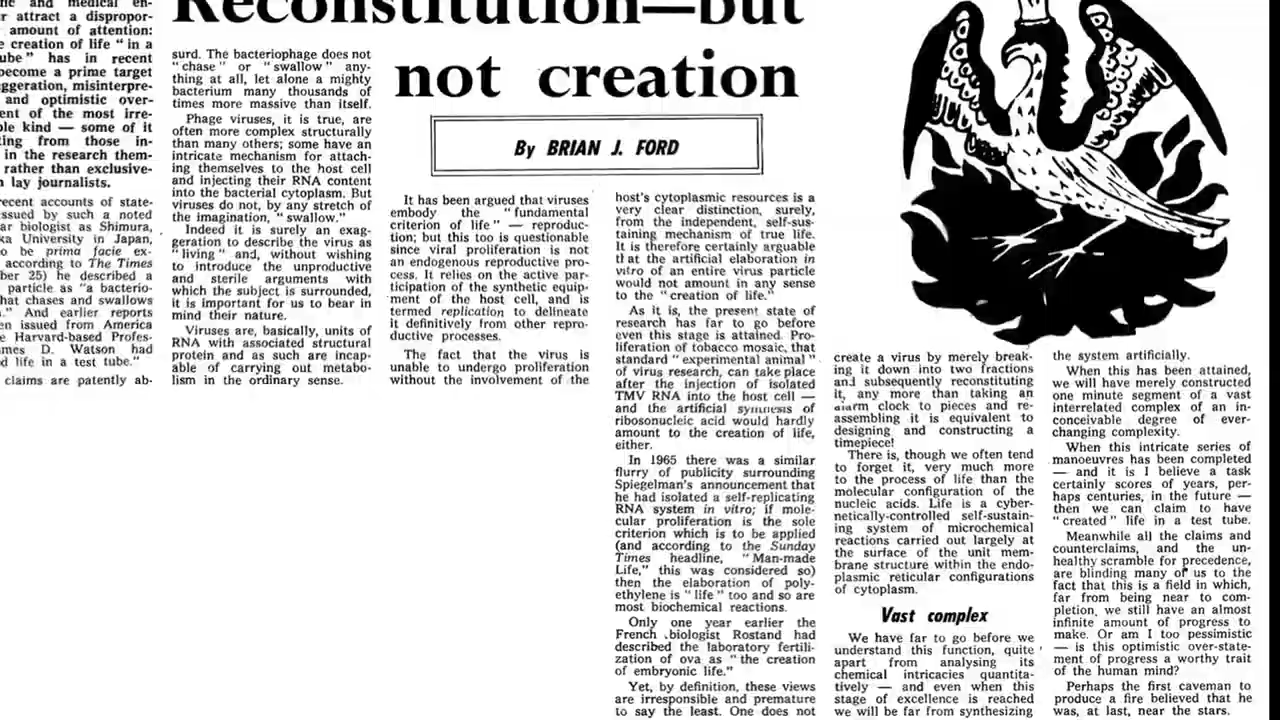 Reconstitution—but
not creation
By BRIAN J. FORD
ic and medical en-
r attract a dispropor-
amount of attention:
e creation of life “in a
ube” has in recent
become a prime target
ggeration, misinterpre-
and optimistic over-
ent of the most irre-
le kind — some of it
ting from those in-
in the research them-
rather than exclusive-
n lay journalists.
recent accounts of state-
ssued by such a noted
ar biologist as Shimura,
ka University in Japan,
o be prima facie ex-
according to The Times
ber 25) he described a
particle as “a bacterio-
hat chases and swallows
.” And earlier reports
en issued from America
e Harvard-based Profes-
mes D. Watson had
d life in a test tube.”
claims are patently ab-
surd. The bacteriophage does not
“chase” or “swallow” any-
thing at all, let alone a mighty
bacterium many thousands of
times more massive than itself.
Phage viruses, it is true, are
often more complex structurally
than many others; some have an
intricate mechanism for attach-
ing themselves to the host cell
and injecting their RNA content
into the bacterial cytoplasm. But
viruses do not, by any stretch of
the imagination, “swallow.”
Indeed it is surely an exag-
geration to describe the virus as
“living” and, without wishing
to introduce the unproductive
and sterile arguments with
which the subject is surrounded,
it is important for us to bear in
mind their nature.
Viruses are, basically, units of
RNA with associated structural
protein and as such are incap-
able of carrying out metabo-
lism in the ordinary sense.
It has been argued that viruses
embody the “fundamental
criterion of life” — reproduc-
tion; but this too is questionable
since viral proliferation is not
an endogenous reproductive pro-
cess. It relies on the active par-
ticipation of the synthetic equip-
ment of the host cell, and is
termed replication to delineate
it definitively from other repro-
ductive processes.
The fact that the virus is
unable to undergo proliferation
without the involvement of the
host's cytoplasmic resources is a
very clear distinction, surely,
from the independent, self-sus-
taining mechanism of true life.
It is therefore certainly arguable
that the artificial elaboration in
vitro of an entire virus particle
would not amount in any sense
to the “creation of life.”
As it is, the present state of
research has far to go before
even this stage is attained. Pro-
liferation of tobacco mosaic, that
standard “experimental animal”
of virus research, can take place
after the injection of isolated
TMV RNA into the host cell —
and the artificial synthesis of
ribosonucleic acid would hardly
amount to the creation of life,
either.
In 1965 there was a similar
flurry of publicity surrounding
Spiegelman's announcement that
he had isolated a self-replicating
RNA system in vitro; if mole-
cular proliferation is the sole
criterion which is to be applied
(and according to the Sunday
Times headline, “Man-made
Life,” this was considered so)
then the elaboration of poly-
ethylene is “life” too and so are
most biochemical reactions.
Only one year earlier the
French biologist Rostand had
described the laboratory fertili-
zation of ova as “the creation
of embryonic life.”
Yet, by definition, these views
are irresponsible and premature
to say the least. One does not
create a virus by merely break-
ing it down into two fractions
and subsequently reconstituting
it, any more than taking an
alarm clock to pieces and re-
assembling it is equivalent to
designing and constructing a
timepiece!
There is, though we often tend
to forget it, very much more
to the process of life than the
molecular configuration of the
nucleic acids. Life is a cyber-
netically-controlled self-sustain-
ing system of microchemical
reactions carried out largely at
the surface of the unit mem-
brane structure within the endo-
plasmic reticular configurations
of cytoplasm.
Vast complex
We have far to go before we
understand this function, quite
apart from analysing its
chemical intricacies quantita-
tively — and even when this
stage of excellence is reached
we will be far from synthesizing
the system artificially.
When this has been attained,
we will have merely constructed
one minute segment of a vast
interrelated complex of an in-
conceivable degree of ever-
changing complexity.
When this intricate series of
manoeuvres has been completed
— and it is I believe a task
certainly scores of years, per-
haps centuries, in the future —
then we can claim to have
“created” life in a test tube.
Meanwhile all the claims and
counterclaims, and the un-
healthy scramble for precedence,
are blinding many of us to the
fact that this is a field in which,
far from being near to com-
pletion, we still have an almost
infinite amount of progress to
make. Or am I too pessimistic
— is this optimistic over-state-
ment of progress a worthy trait
of the human mind?
Perhaps the first caveman to
produce a fire believed that he
was, at last, near the stars.